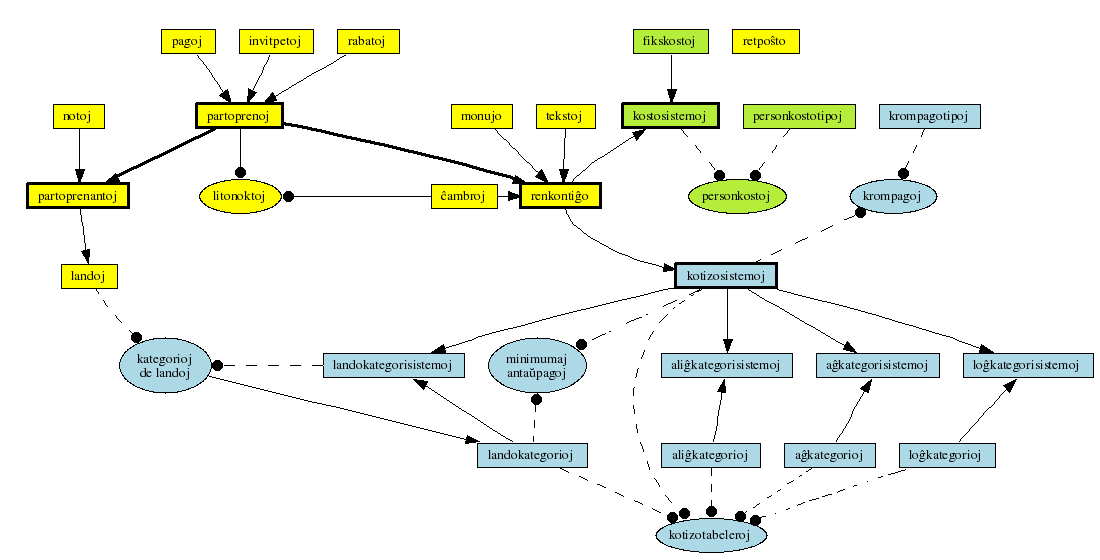 pagoj
invitpetoj
rabatoj
fikskostoj
retpoŝto
notoj
partoprenoj
monujo
tekstoj
kostosistemoj
personkostotipoj
krompagotipoj
partoprenantoj
litonoktoj
ĉambroj
renkontiĝo
personkostoj
krompagoj
landoj
kotizosistemoj
kategorioj
de landoj
landokategorisistemoj
minimumaj
antaŭpagoj
aliĝkategorisistemoj
aĝkategorisistemoj
loĝkategorisistemoj
landokategorioj
aliĝkategorioj
aĝkategorioj
loĝkategorioj
kotizotabeleroj